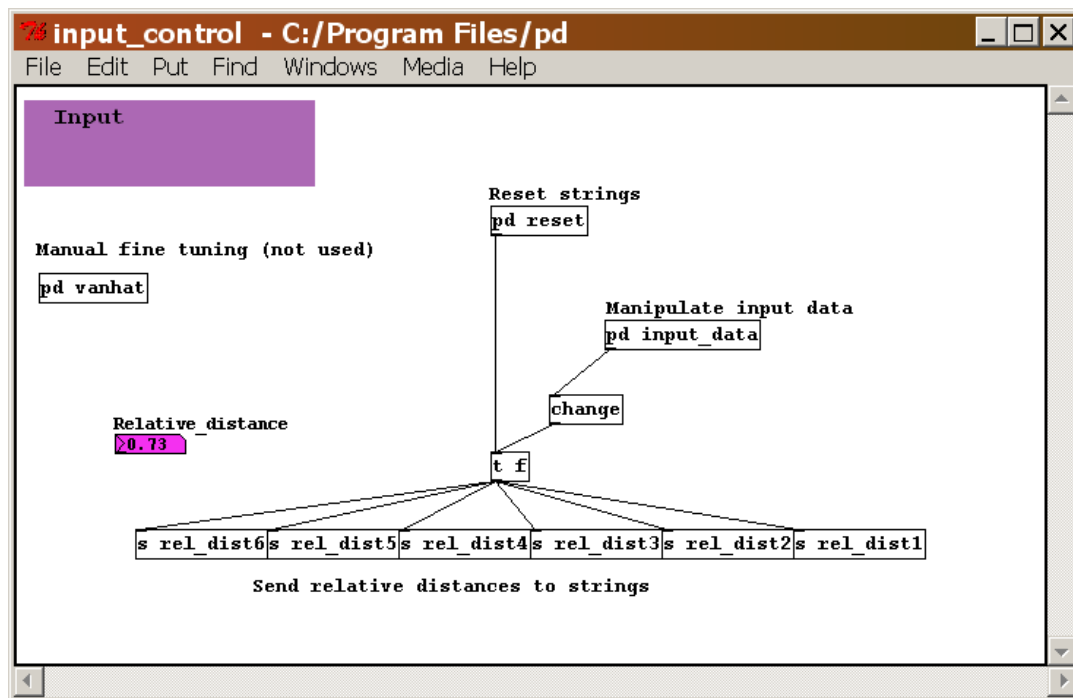 input_control - C:/Program Files/pd
File Edit Put Find Windows Media Help
Input
Reset strings
pd reset
Manual fine tuning (not used)
pd vanhat
Manipulate input data
pd input_data
change
Relative_distance
0.73
t f
s rel_dist6 s rel_dist5 s rel_dist4 s rel_dist3 s rel_dist2 s rel_dist1
Send relative distances to strings